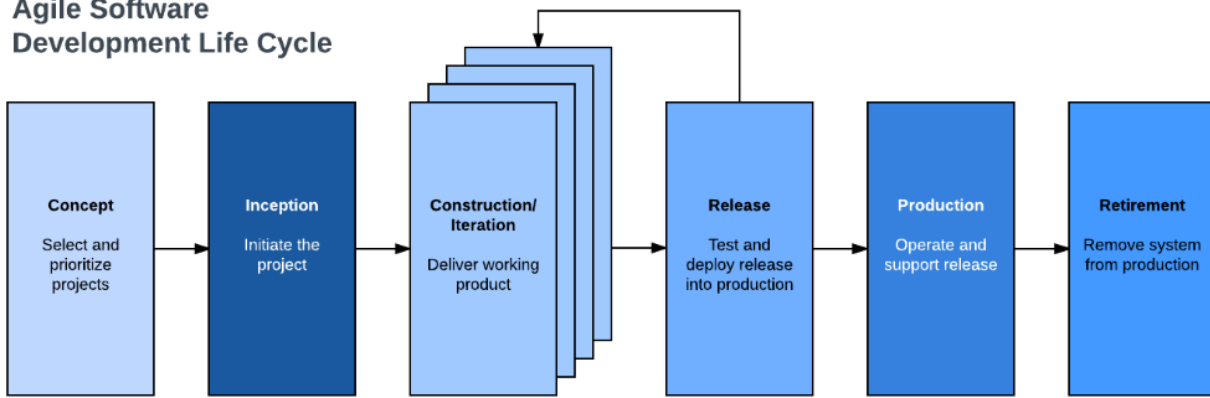 Agile Software
Development Life Cycle
Concept
Select and
prioritize
projects
Inception
Initiate the
project
Construction/
Iteration
Deliver working
product
Release
Test and
deploy release
into production
Production
Operate and
support release
Retirement
Remove system
from production